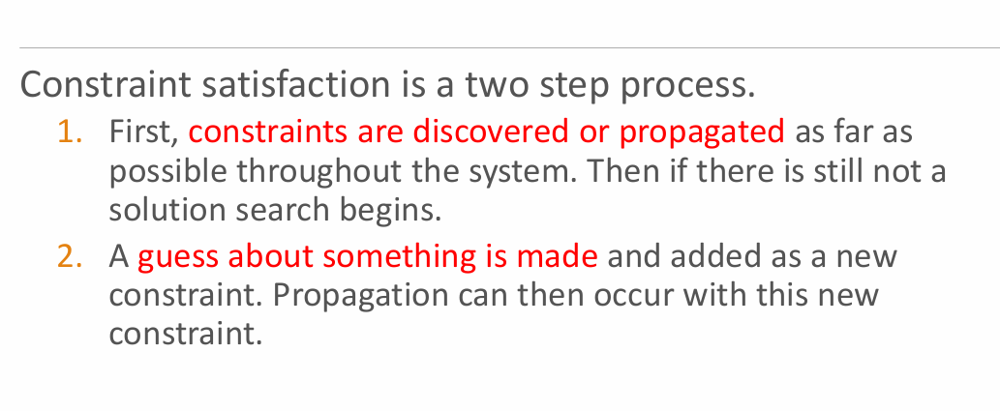 Constraint satisfaction is a two step process.
1. First, constraints are discovered or propagated as far as
possible throughout the system. Then if there is still not a
solution search begins.
2. A guess about something is made and added as a new
constraint. Propagation can then occur with this new
constraint.